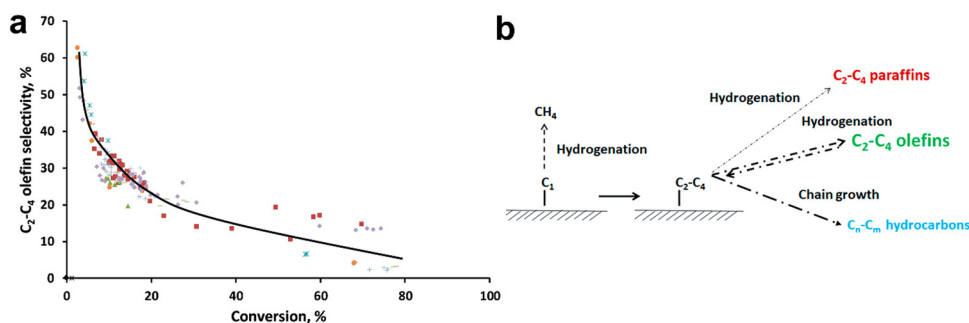 a
70
60
50
40
30
20
10
0
C₂-C₄ olefin selectivity, %
0 20 40 60 80 100
Conversion, %
b
C₂-C₄ paraffins
Hydrogenation
CH₄
Hydrogenation
Hydrogenation
C₂-C₄ olefins
C₁
C₂-C₄
Chain growth
Cₙ-Cₘ hydrocarbons